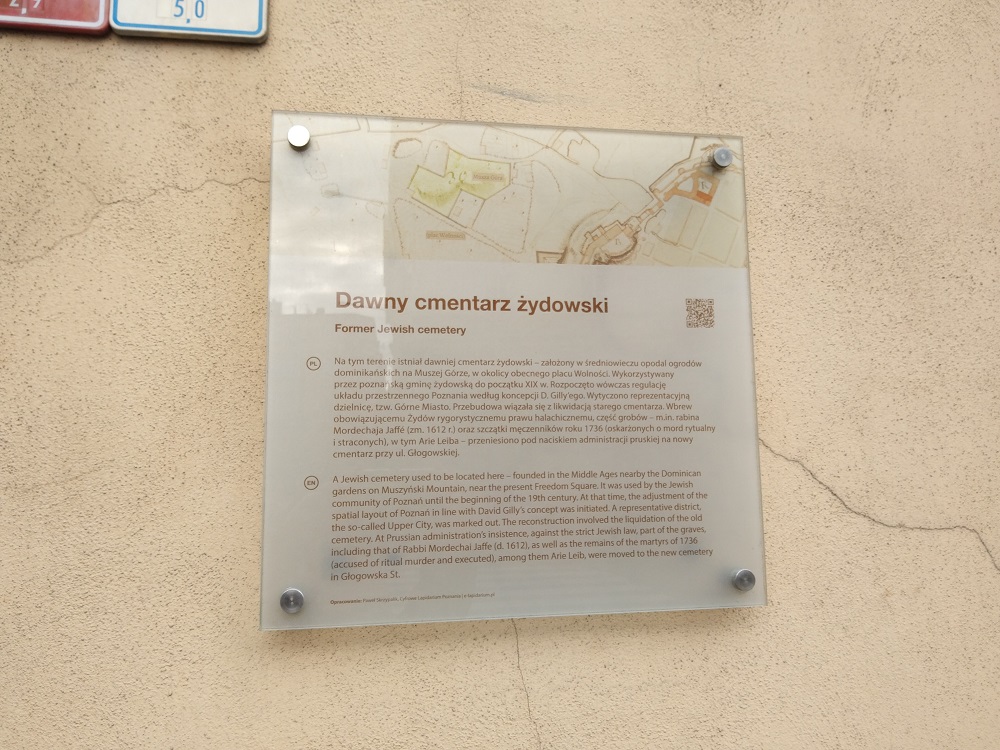 5,0
Dawny cmentarz żydowski
Former Jewish cemetery
PL
Na tym terenie istniał dawniej cmentarz żydowski – założony w średniowieczu opodal ogrodów
dominikańskich na Muszej Górze, w okolicy obecnego placu Wolności. Wykorzystywany
przez poznańską gminę żydowską do początku XIX w. Rozpoczęto wówczas regulację
układu przestrzennego Poznania według koncepcji D. Gilly'ego. Wytyczono reprezentacyjną
dzielnicę, tzw. Górne Miasto. Przebudowa wiązała się z likwidacją starego cmentarza. Wbrew
obowiązującemu Żydów rygorystycznemu prawu halachicznemu, część grobów – m.in. rabina
Mordechaja Jaffé (zm. 1612 r.) oraz szczątki męczenników roku 1736 (oskarżonych o mord rytualny
i straconych), w tym Arie Leiba – przeniesiono pod naciskiem administracji pruskiej na nowy
cmentarz przy ul. Głogowskiej.
EN
A Jewish cemetery used to be located here – founded in the Middle Ages nearby the Dominican
gardens on Muszyński Mountain, near the present Freedom Square. It was used by the Jewish
community of Poznań until the beginning of the 19th century. At that time, the adjustment of the
spatial layout of Poznań in line with David Gilly's concept was initiated. A representative district,
the so-called Upper City, was marked out. The reconstruction involved the liquidation of the old
cemetery. At Prussian administration's insistence, against the strict Jewish law, part of the graves,
including that of Rabbi Mordechai Jaffe (d. 1612), as well as the remains of the martyrs of 1736
(accused of ritual murder and executed), among them Arie Leib, were moved to the new cemetery
in Głogowska St.
Opracowanie: